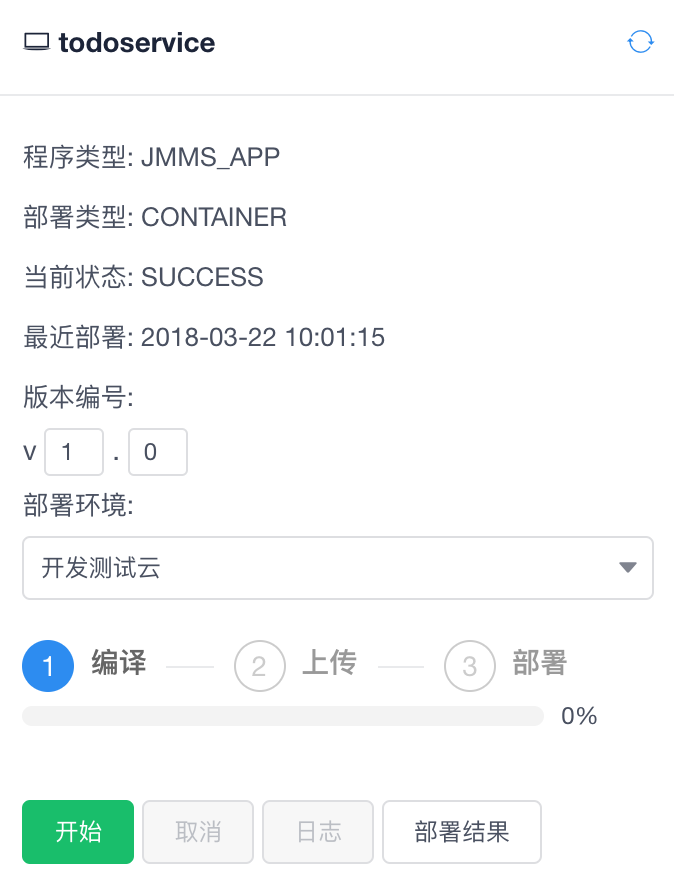 todoservice
程序类型: JMMS_APP
部署类型: CONTAINER
当前状态: SUCCESS
最近部署: 2018-03-22 10:01:15
版本编号:
v 1 . 0
部署环境:
开发测试云
1 编译 2 上传 3 部署
0%
开始 取消 日志 部署结果